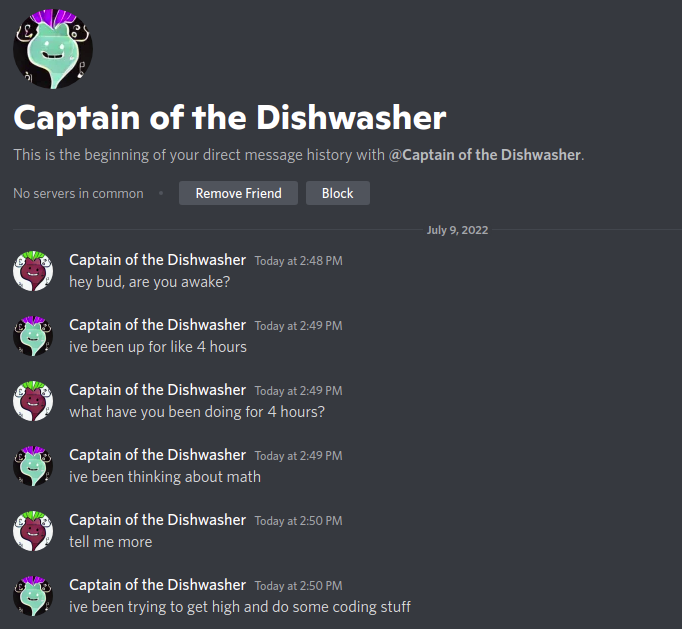 Captain of the Dishwasher
This is the beginning of your direct message history with @Captain of the Dishwasher.
No servers in common • Remove Friend Block
July 9, 2022
Captain of the Dishwasher Today at 2:48 PM
hey bud, are you awake?
Captain of the Dishwasher Today at 2:49 PM
ive been up for like 4 hours
Captain of the Dishwasher Today at 2:49 PM
what have you been doing for 4 hours?
Captain of the Dishwasher Today at 2:49 PM
ive been thinking about math
Captain of the Dishwasher Today at 2:50 PM
tell me more
Captain of the Dishwasher Today at 2:50 PM
ive been trying to get high and do some coding stuff